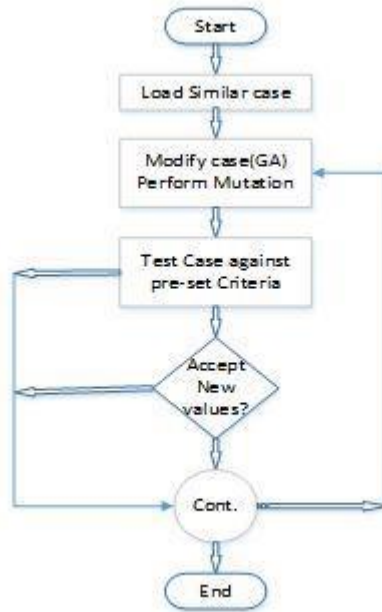 Start
Load Similar case
Modify case(GA)
Perform Mutation
Test Case against
pre-set Criteria
Accept
New
values?
Cont.
End